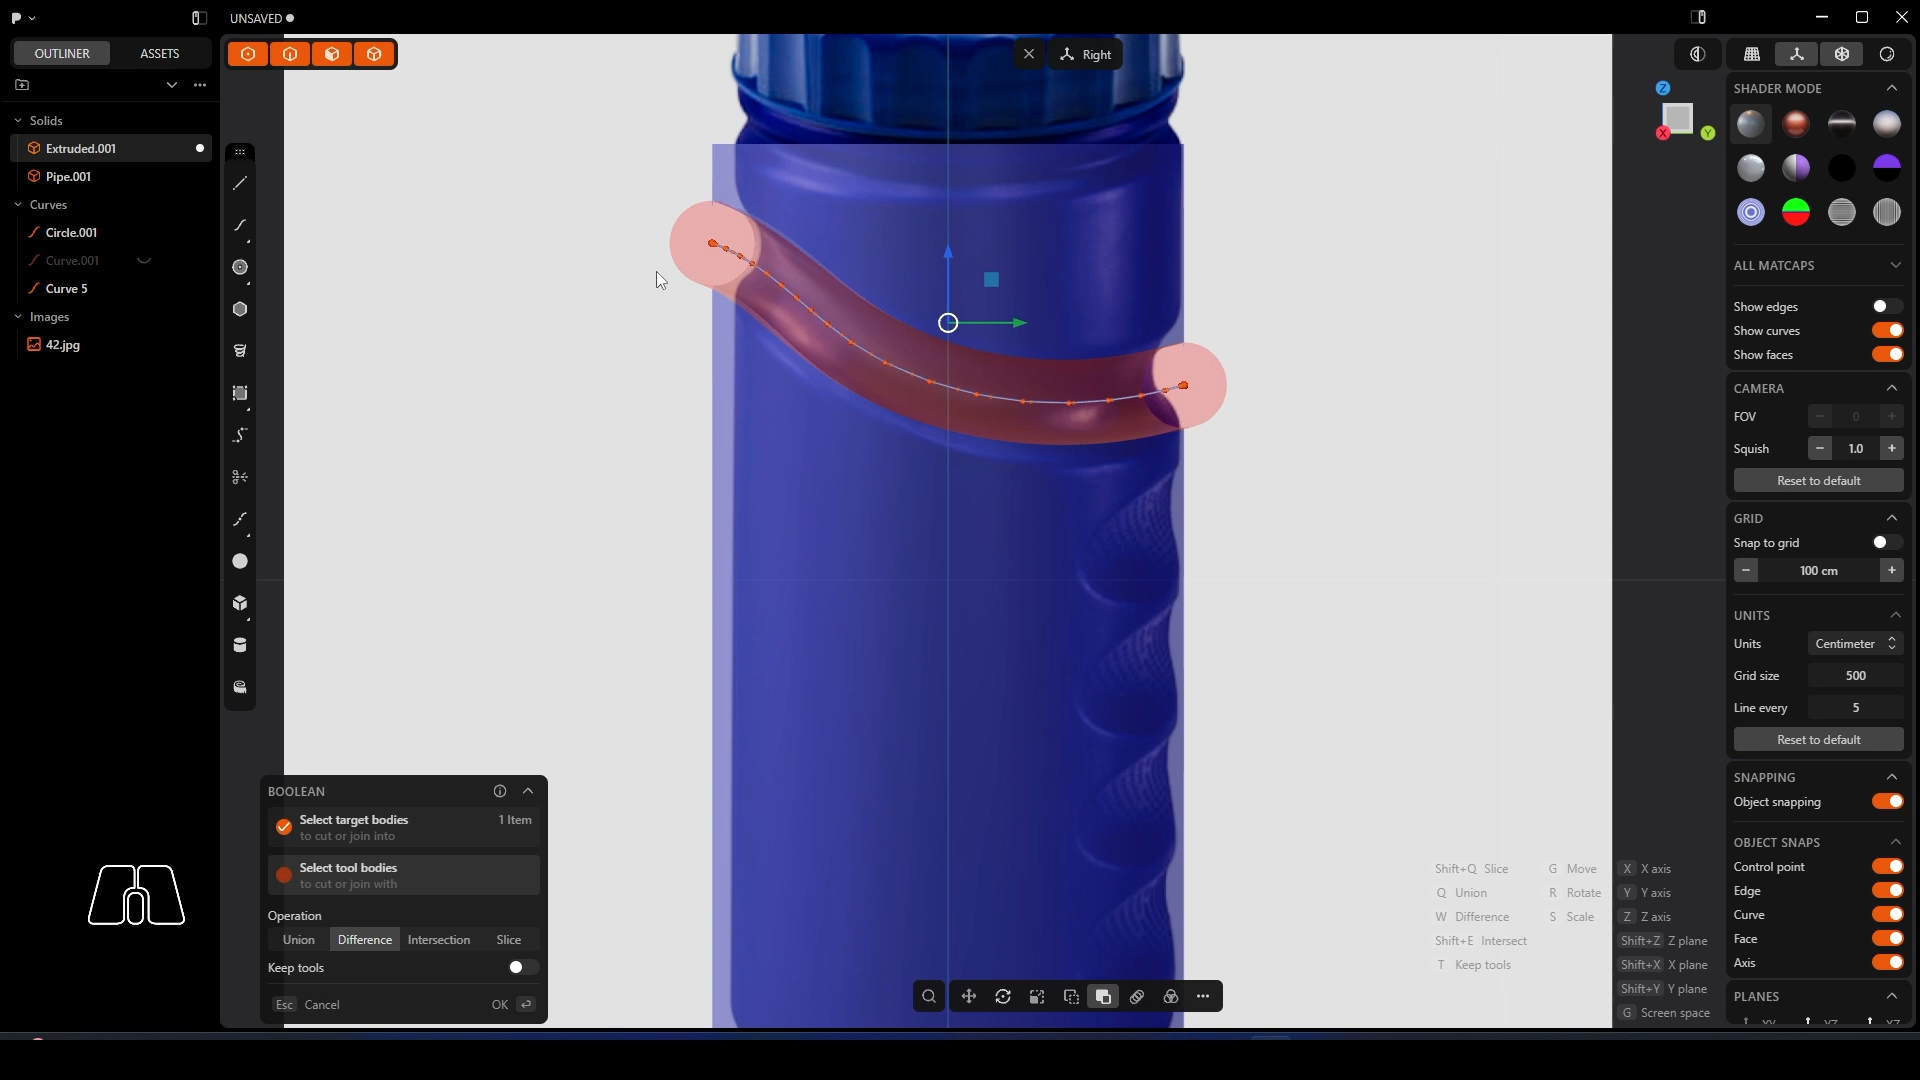 UNSAVED
OUTLINER
ASSETS
Solids
Extruded.001
Pipe.001
Curves
Circle.001
Curve.001
Curve 5
Images
42.jpg
Right
Z
X
Y
BOOLEAN
Select target bodies
1 Item
to cut or join into
Select tool bodies
to cut or join with
Operation
Union
Difference
Intersection
Slice
Keep tools
Esc
Cancel
OK
Shift+Q Slice
G Move
X X axis
Q Union
R Rotate
Y Y axis
W Difference
S Scale
Z Z axis
Shift+E Intersect
Shift+Z Z plane
T Keep tools
Shift+X X plane
Shift+Y Y plane
G Screen space
SHADER MODE
ALL MATCAPS
Show edges
Show curves
Show faces
CAMERA
FOV
− 0 +
Squish
− 1.0 +
Reset to default
GRID
Snap to grid
− 100 cm +
UNITS
Units
Centimeter
Grid size
500
Line every
5
Reset to default
SNAPPING
Object snapping
OBJECT SNAPS
Control point
Edge
Curve
Face
Axis
PLANES